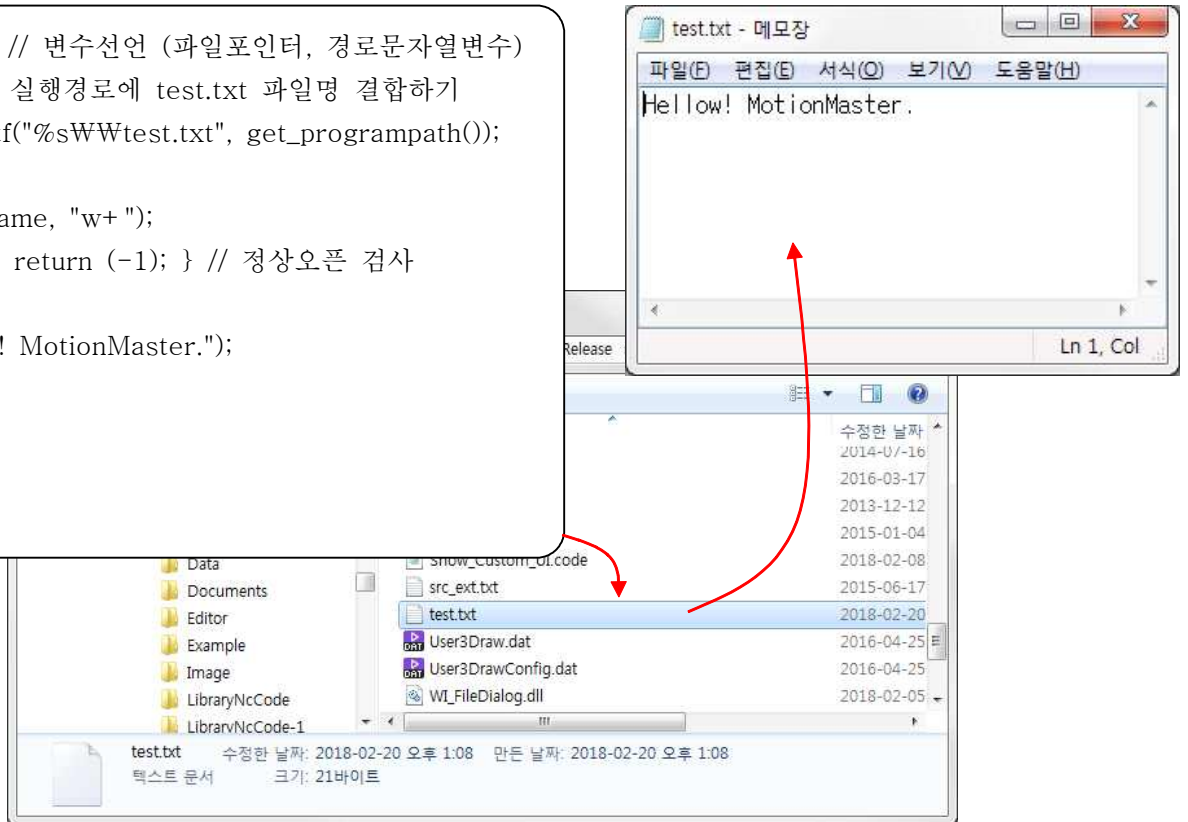 // 변수선언 (파일포인터, 경로문자열변수)
실행경로에 test.txt 파일명 결합하기
f("%s₩₩test.txt", get_programpath());
ame, "w+");
return (-1); } // 정상오픈 검사
! MotionMaster.");
test.txt - 메모장
파일(F) 편집(E) 서식(O) 보기(V) 도움말(H)
Hellow! MotionMaster.
Ln 1, Col
Release
수정한 날짜
2014-07-16
2016-03-17
2013-12-12
2015-01-04
Data Show_Custom_UI.code 2018-02-08
Documents src_ext.txt 2015-06-17
Editor test.txt 2018-02-20
Example User3Draw.dat 2016-04-25
Image User3DrawConfig.dat 2016-04-25
LibraryNcCode WI_FileDialog.dll 2018-02-05
LibraryNcCode-1
test.txt 수정한 날짜: 2018-02-20 오후 1:08 만든 날짜: 2018-02-20 오후 1:08
텍스트 문서 크기: 21바이트